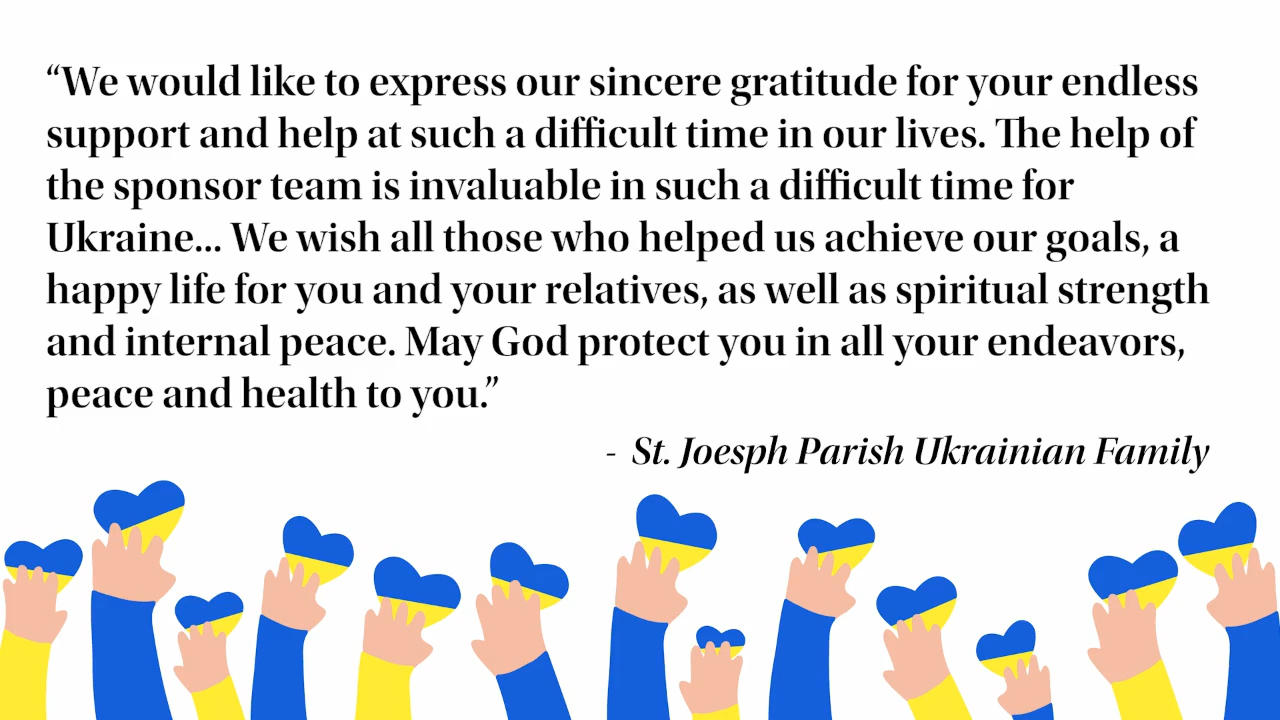 “We would like to express our sincere gratitude for your endless
support and help at such a difficult time in our lives. The help of
the sponsor team is invaluable in such a difficult time for
Ukraine... We wish all those who helped us achieve our goals, a
happy life for you and your relatives, as well as spiritual strength
and internal peace. May God protect you in all your endeavors,
peace and health to you.”
- St. Joesph Parish Ukrainian Family